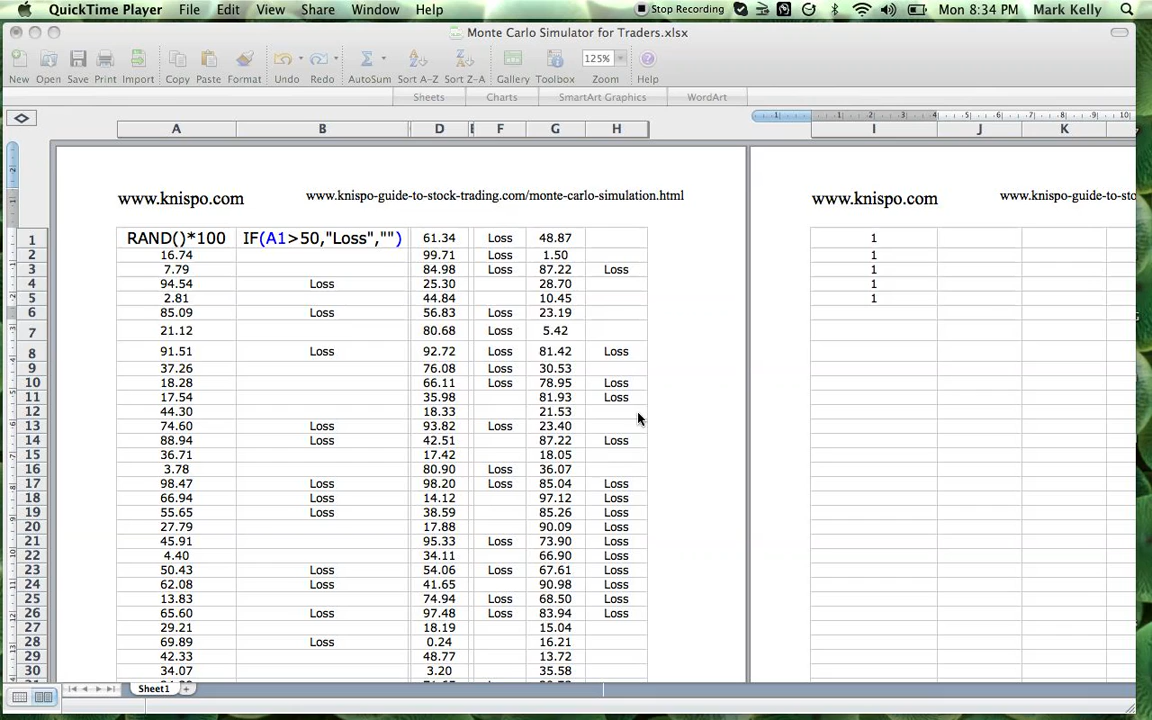 QuickTime Player File Edit View Share Window Help Stop Recording Mon 8:34 PM Mark Kelly
Monte Carlo Simulator for Traders.xlsx
125%
New Open Save Print Import Copy Paste Format Undo Redo AutoSum Sort A-Z Sort Z-A Gallery Toolbox Zoom Help
Sheets Charts SmartArt Graphics WordArt
A B D E F G H I J K
www.knispo.com www.knispo-guide-to-stock-trading.com/monte-carlo-simulation.html www.knispo.com www.knispo-guide-to-sto
1 RAND()*100 IF(A1>50,"Loss","") 61.34 Loss 48.87 1
2 16.74 99.71 Loss 1.50 1
3 7.79 84.98 Loss 87.22 Loss 1
4 94.54 Loss 25.30 28.70 1
5 2.81 44.84 10.45 1
6 85.09 Loss 56.83 Loss 23.19
7 21.12 80.68 Loss 5.42
8 91.51 Loss 92.72 Loss 81.42 Loss
9 37.26 76.08 Loss 30.53
10 18.28 66.11 Loss 78.95 Loss
11 17.54 35.98 81.93 Loss
12 44.30 18.33 21.53
13 74.60 Loss 93.82 Loss 23.40
14 88.94 Loss 42.51 87.22 Loss
15 36.71 17.42 18.05
16 3.78 80.90 Loss 36.07
17 98.47 Loss 98.20 Loss 85.04 Loss
18 66.94 Loss 14.12 97.12 Loss
19 55.65 Loss 38.59 85.26 Loss
20 27.79 17.88 90.09 Loss
21 45.91 95.33 Loss 73.90 Loss
22 4.40 34.11 66.90 Loss
23 50.43 Loss 54.06 Loss 67.61 Loss
24 62.08 Loss 41.65 90.98 Loss
25 13.83 74.94 Loss 68.50 Loss
26 65.60 Loss 97.48 Loss 83.94 Loss
27 29.21 18.19 15.04
28 69.89 Loss 0.24 16.21
29 42.33 48.77 13.72
30 34.07 3.20 35.58
Sheet1